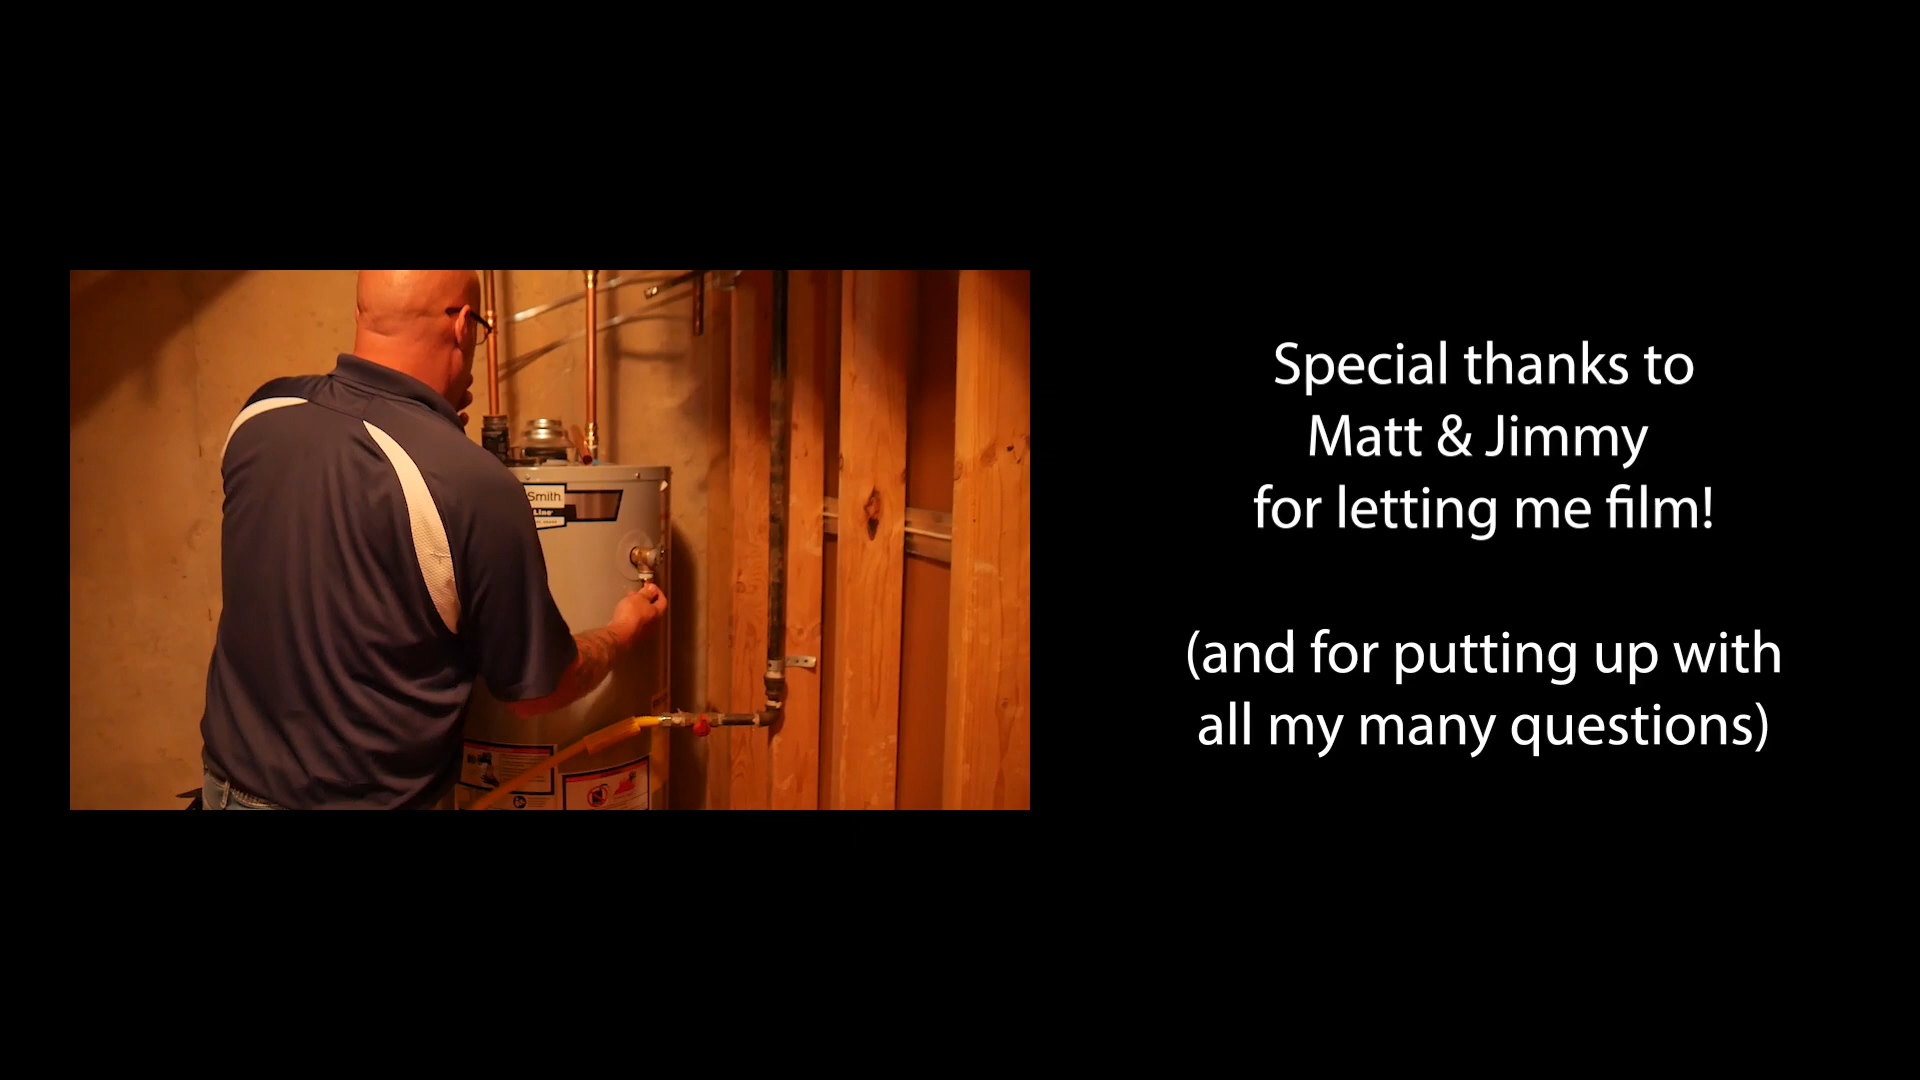 Smith
Line
Special thanks to
Matt & Jimmy
for letting me film!
(and for putting up with
all my many questions)